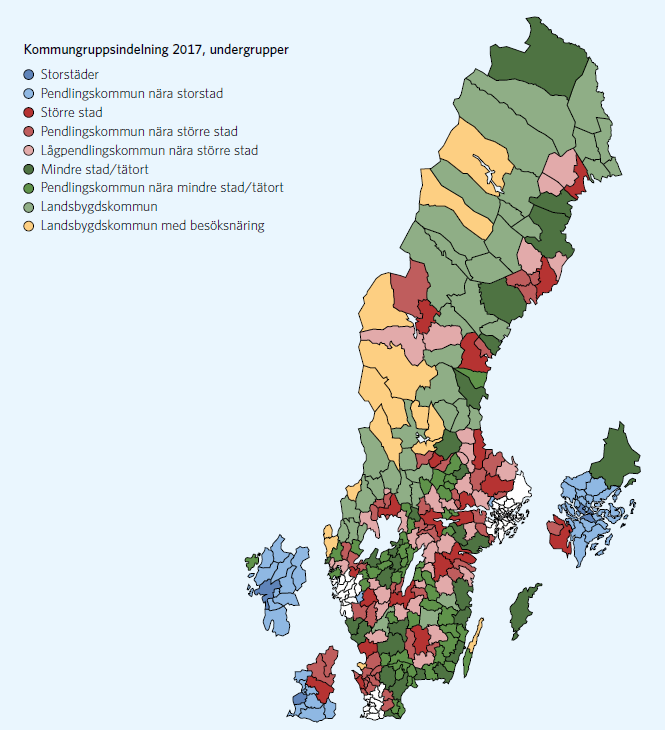 Kommungruppsindelning 2017, undergrupper
Storstäder
Pendlingskommun nära storstad
Större stad
Pendlingskommun nära större stad
Lågpendlingskommun nära större stad
Mindre stad/tätort
Pendlingskommun nära mindre stad/tätort
Landsbygdskommun
Landsbygdskommun med besöksnäring